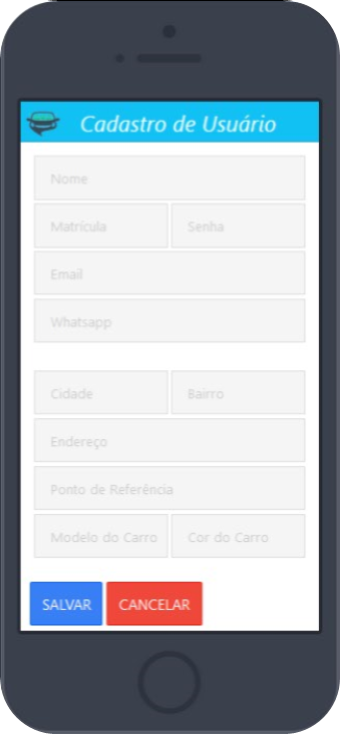 Cadastro de Usuário
Nome
Matrícula Senha
Email
Whatsapp
Cidade Bairro
Endereço
Ponto de Referência
Modelo do Carro Cor do Carro
SALVAR CANCELAR